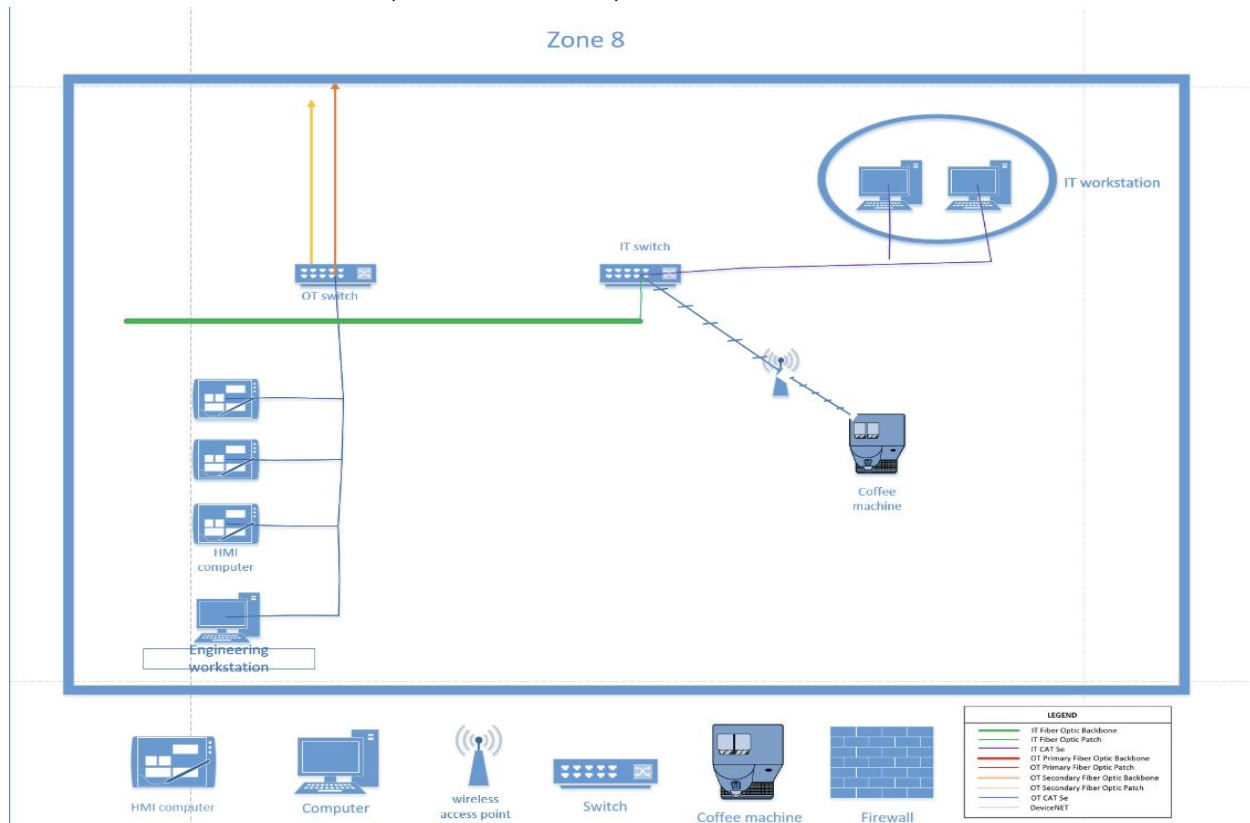 Zone 8
IT workstation
IT switch
OT switch
Coffee
machine
HMI
computer
Engineering
workstation
LEGEND
IT Fiber Optic Backbone
IT Fiber Optic Patch
IT CAT 5e
OT Primary Fiber Optic Backbone
OT Primary Fiber Optic Patch
OT Secondary Fiber Optic Backbone
OT Secondary Fiber Optic Patch
OT CAT 5e
DeviceNET
HMI computer
Computer
wireless
access point
Switch
Coffee machine
Firewall